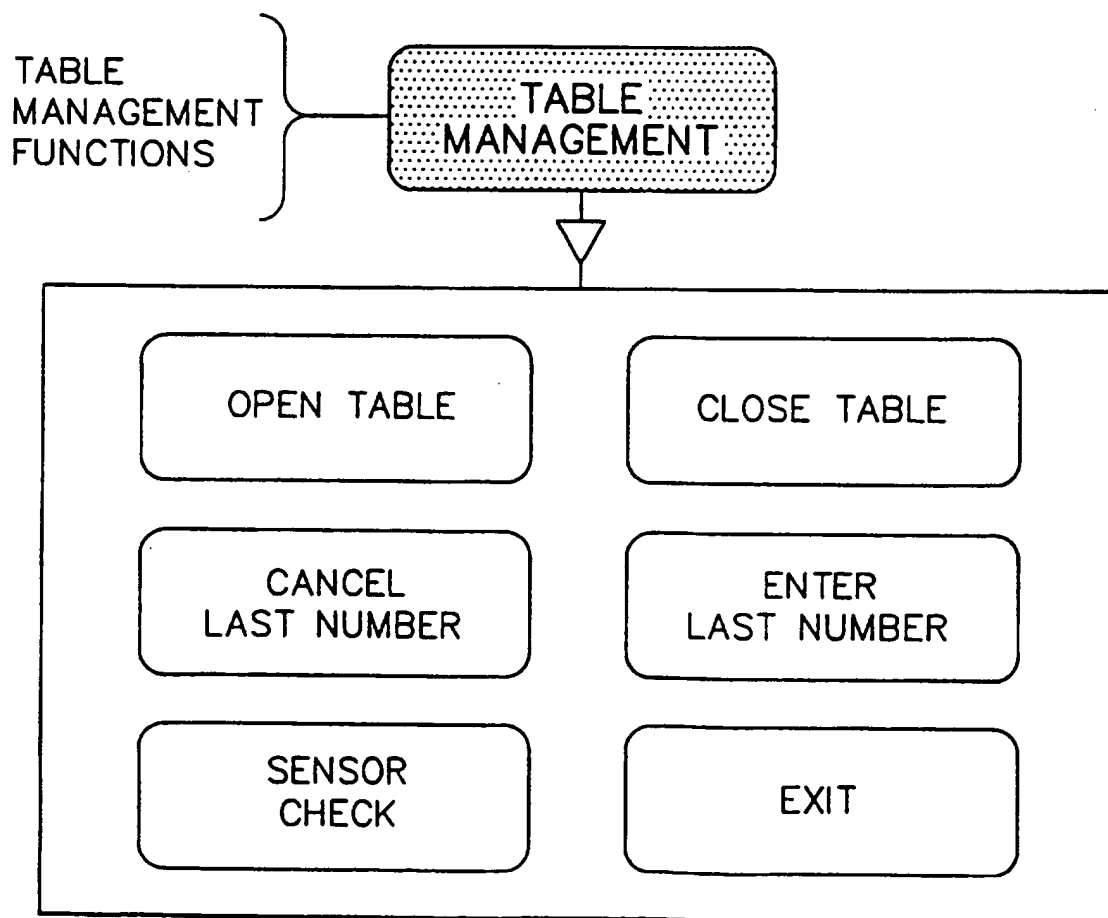 TABLE
MANAGEMENT
FUNCTIONS
TABLE
MANAGEMENT
OPEN TABLE
CLOSE TABLE
CANCEL
LAST NUMBER
ENTER
LAST NUMBER
SENSOR
CHECK
EXIT